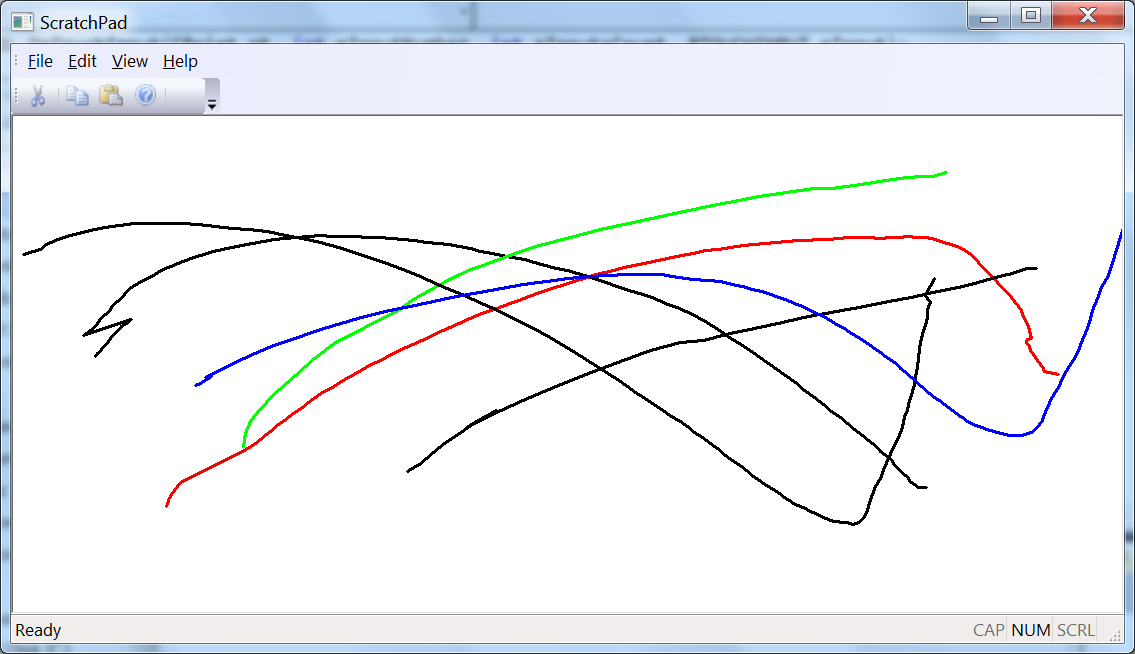 ScratchPad
File Edit View Help
Ready CAP NUM SCRL